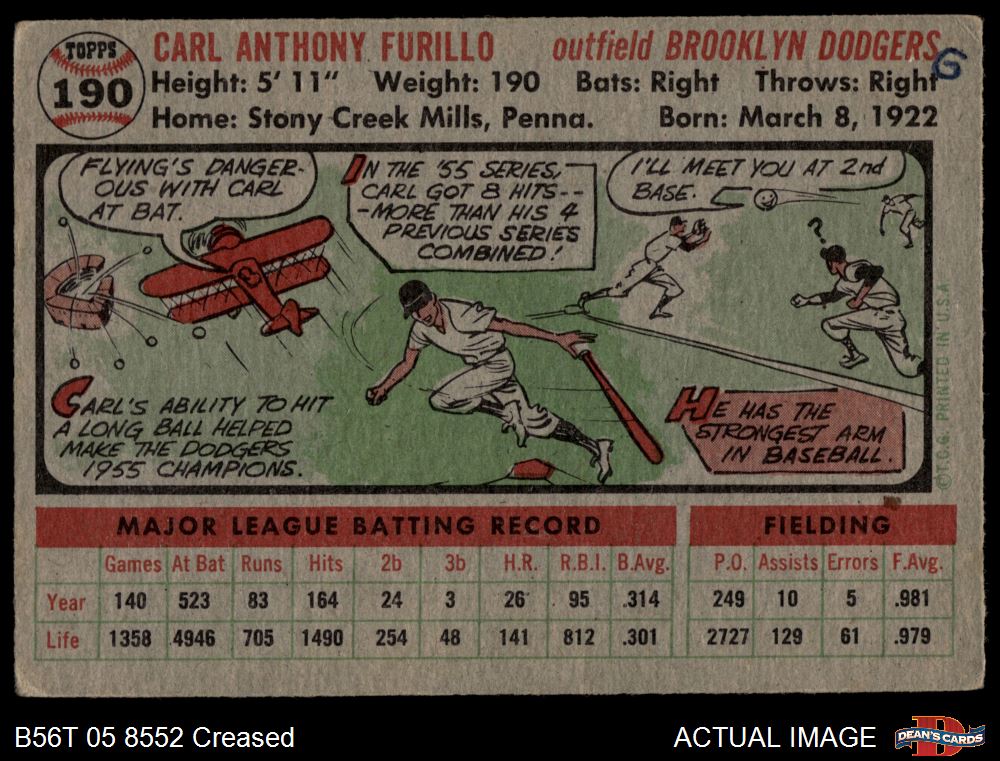 TOPPS
190
CARL ANTHONY FURILLO outfield BROOKLYN DODGERS
G
Height: 5' 11" Weight: 190 Bats: Right Throws: Right
Home: Stony Creek Mills, Penna. Born: March 8, 1922
FLYING'S DANGER-
OUS WITH CARL
AT BAT.
IN THE '55 SERIES,
CARL GOT 8 HITS--
-MORE THAN HIS 4
PREVIOUS SERIES
COMBINED!
I'LL MEET YOU AT 2nd
BASE.
?
CARL'S ABILITY TO HIT
A LONG BALL HELPED
MAKE THE DODGERS
1955 CHAMPIONS.
HE HAS THE
STRONGEST ARM
IN BASEBALL.
© T.C.G. PRINTED IN U.S.A.
MAJOR LEAGUE BATTING RECORD FIELDING
Games At Bat Runs Hits 2b 3b H.R. R.B.I. B.Avg. P.O. Assists Errors F.Avg.
Year 140 523 83 164 24 3 26 95 .314 249 10 5 .981
Life 1358 4946 705 1490 254 48 141 812 .301 2727 129 61 .979
B56T 05 8552 Creased ACTUAL IMAGE
DEAN'S CARDS